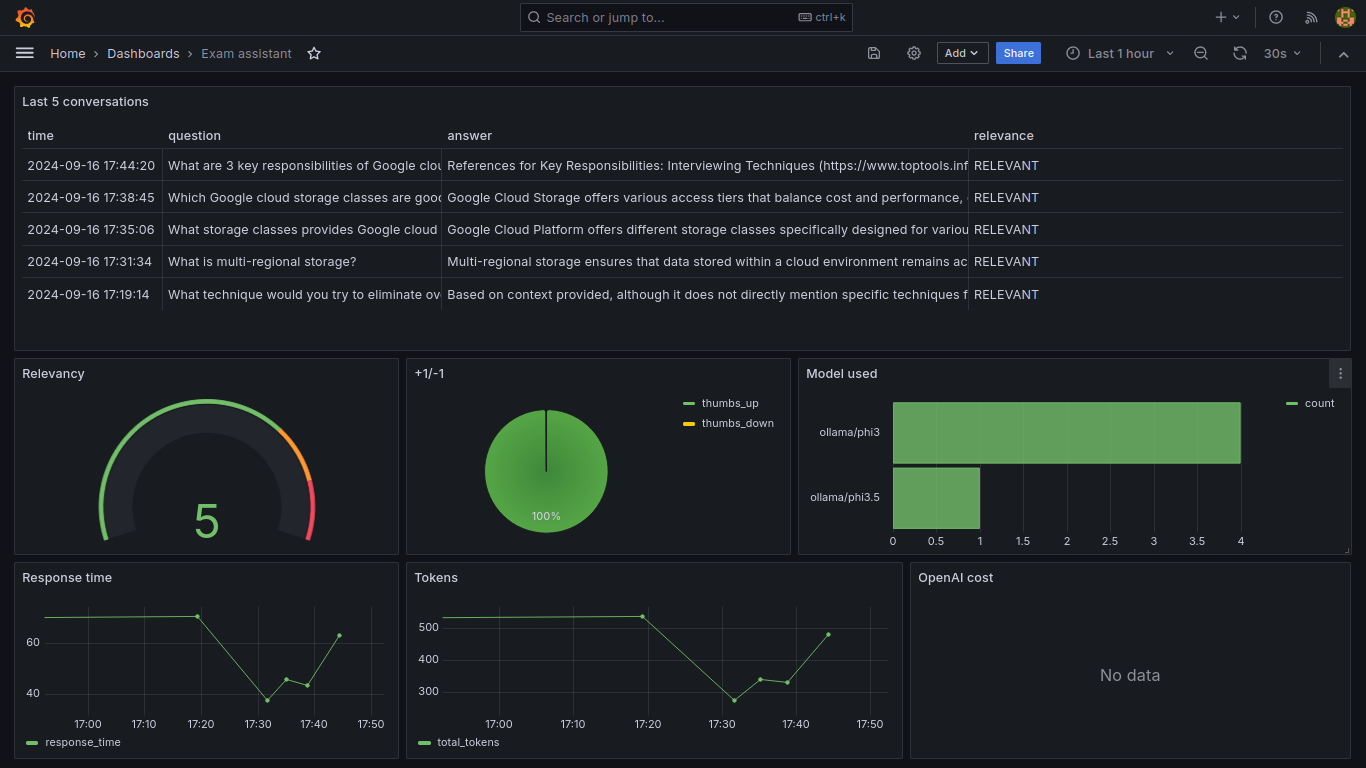 Search or jump to... ctrl+k
Home › Dashboards › Exam assistant
Add Share Last 1 hour 30s
Last 5 conversations
time question answer relevance
2024-09-16 17:44:20 What are 3 key responsibilities of Google clou References for Key Responsibilities: Interviewing Techniques (https://www.toptools.inf RELEVANT
2024-09-16 17:38:45 Which Google cloud storage classes are good Google Cloud Storage offers various access tiers that balance cost and performance, RELEVANT
2024-09-16 17:35:06 What storage classes provides Google cloud Google Cloud Platform offers different storage classes specifically designed for variou RELEVANT
2024-09-16 17:31:34 What is multi-regional storage? Multi-regional storage ensures that data stored within a cloud environment remains ac RELEVANT
2024-09-16 17:19:14 What technique would you try to eliminate ov Based on context provided, although it does not directly mention specific techniques f RELEVANT
Relevancy
5
+1/-1
thumbs_up
thumbs_down
100%
Model used
count
ollama/phi3
ollama/phi3.5
0 0.5 1 1.5 2 2.5 3 3.5 4
Response time
60
40
17:00 17:10 17:20 17:30 17:40 17:50
response_time
Tokens
500
400
300
17:00 17:10 17:20 17:30 17:40 17:50
total_tokens
OpenAI cost
No data